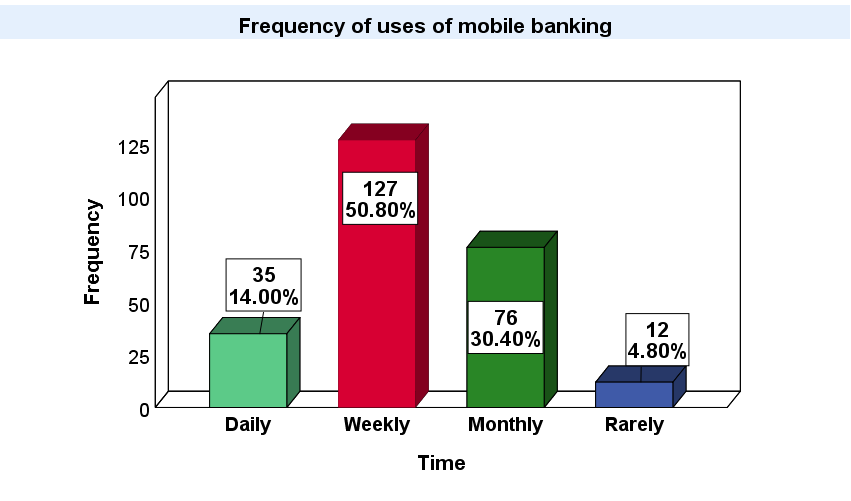 Frequency of uses of mobile banking
Frequency
125
100
75
50
25
0
35
14.00%
127
50.80%
76
30.40%
12
4.80%
Daily
Weekly
Monthly
Rarely
Time